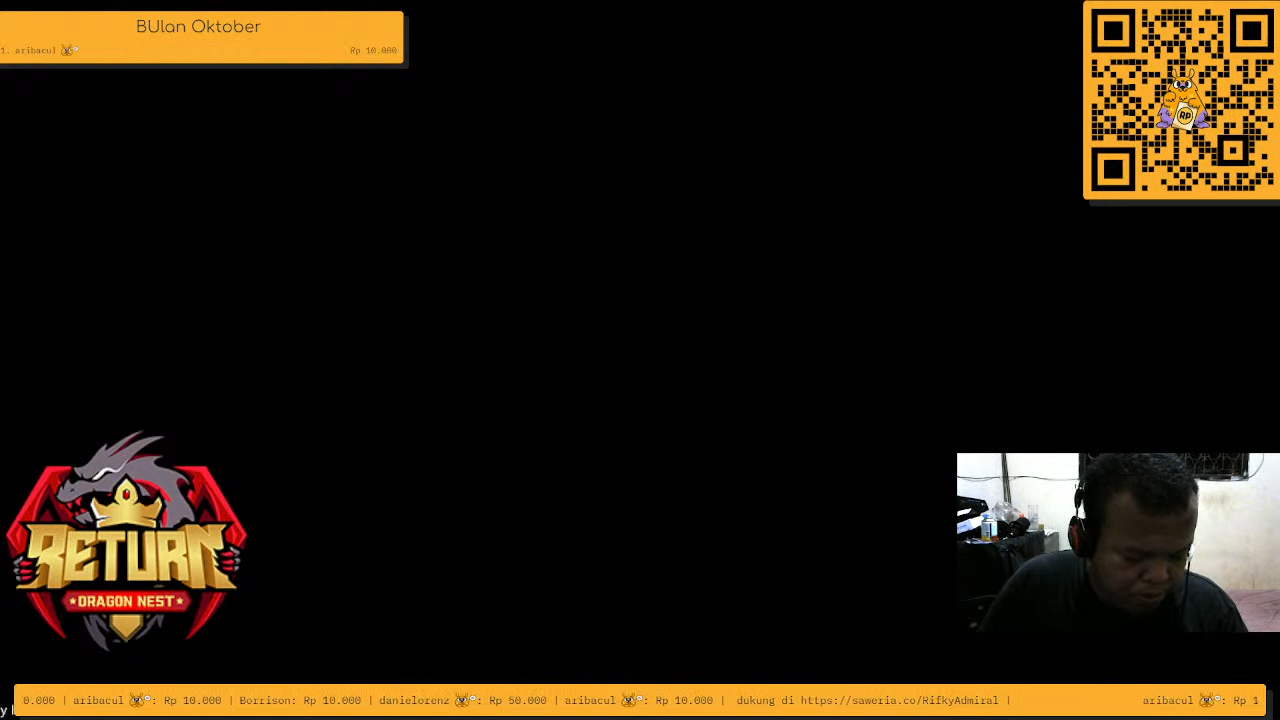 BUlan Oktober
1. aribacul Rp 10.000
RP
RETURN
DRAGON NEST
0.000 | aribacul : Rp 10.000 | Borrison: Rp 10.000 | danielorenz : Rp 50.000 | aribacul : Rp 10.000 | dukung di https://saweria.co/RifkyAdmiral | aribacul : Rp 1
y